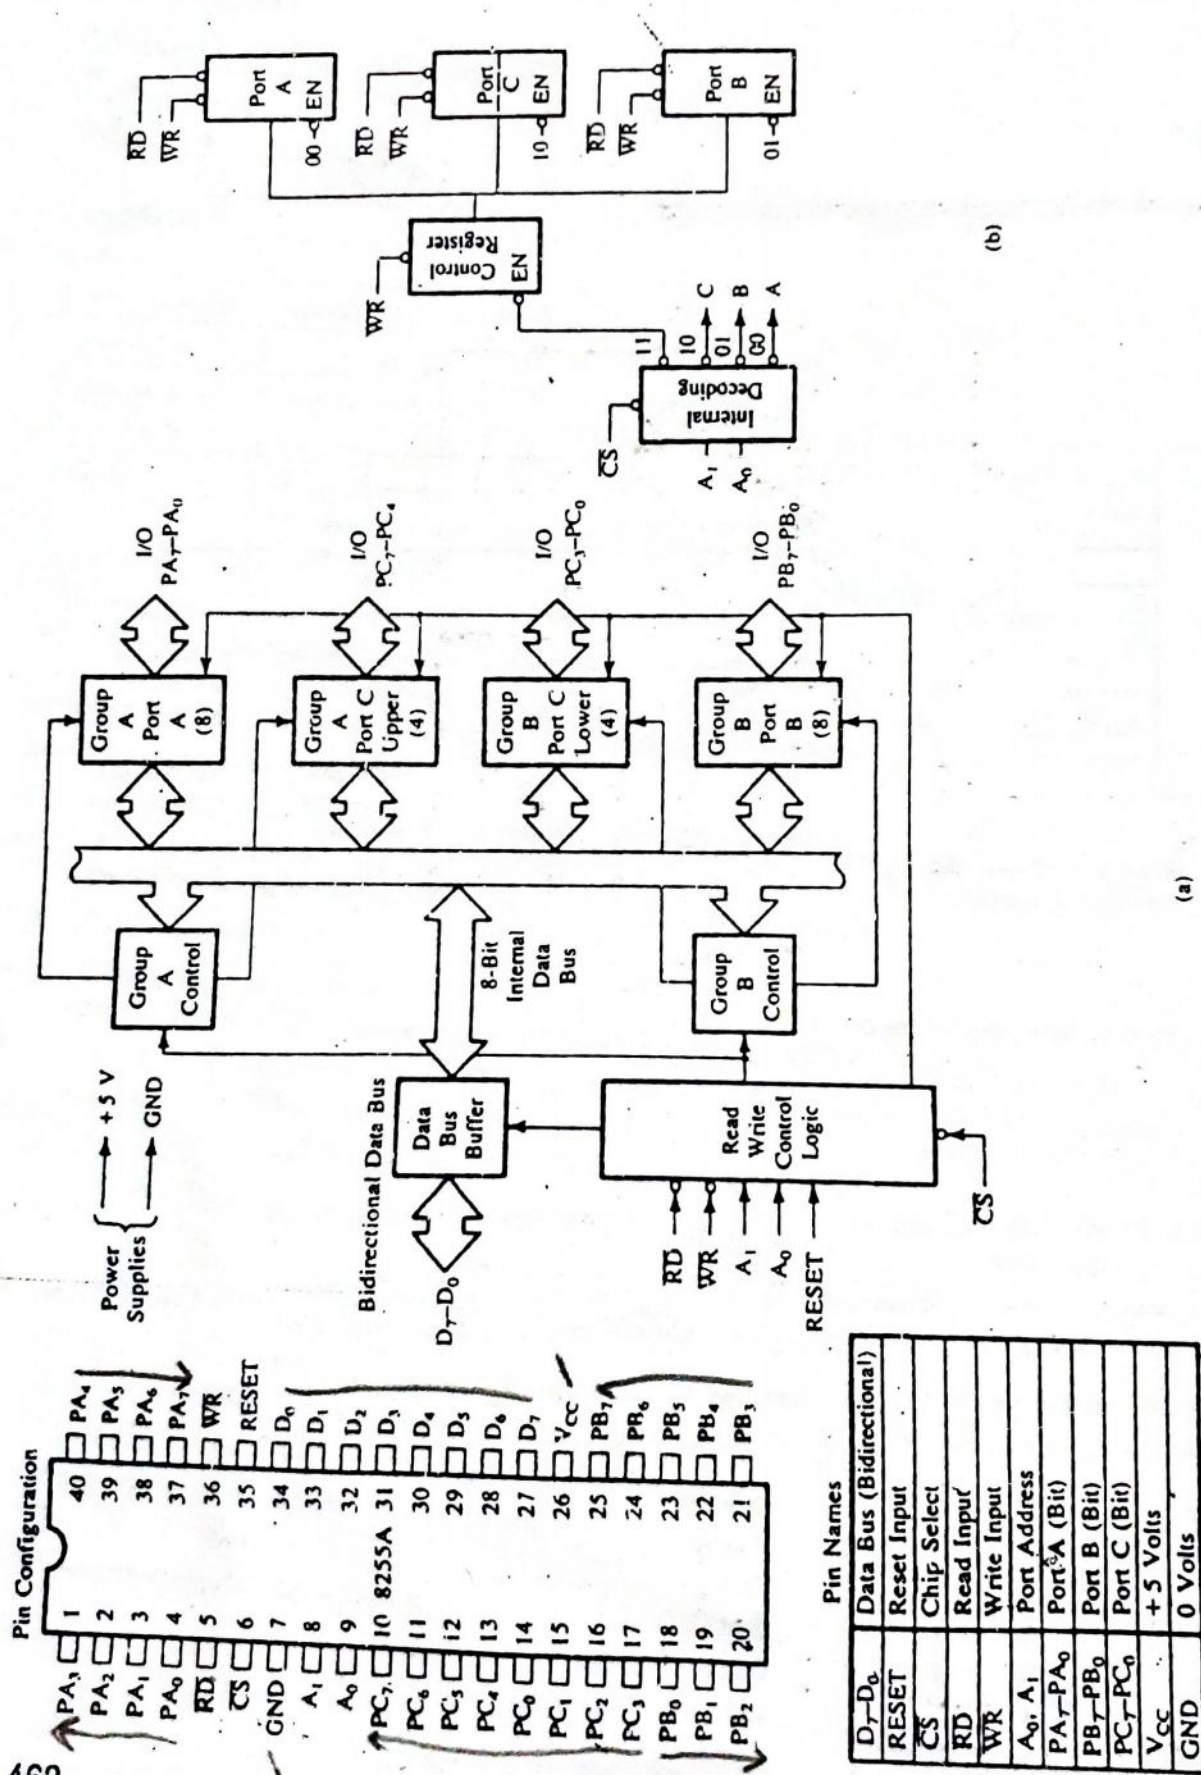 Pin Configuration
PA3 1 40 PA4
PA2 2 39 PA5
PA1 3 38 PA6
PA0 4 37 PA7
RD 5 36 WR
CS 6 35 RESET
GND 7 34 D0
A1 8 33 D1
A0 9 32 D2
PC7 10 8255A 31 D3
PC6 11 30 D4
PC5 12 29 D5
PC4 13 28 D6
PC0 14 27 D7
PC1 15 26 VCC
PC2 16 25 PB7
PC3 17 24 PB6
PB0 18 23 PB5
PB1 19 22 PB4
PB2 20 21 PB3
Pin Names
D7–D0 Data Bus (Bidirectional)
RESET Reset Input
CS Chip Select
RD Read Input
WR Write Input
A0, A1 Port Address
PA7–PA0 Port A (Bit)
PB7–PB0 Port B (Bit)
PC7–PC0 Port C (Bit)
VCC +5 Volts
GND 0 Volts
Power
Supplies
+5 V
GND
Bidirectional Data Bus
D7–D0
Data
Bus
Buffer
RD
WR
A1
A0
RESET
Read
Write
Control
Logic
CS
Group
A
Control
Group
B
Control
8-Bit
Internal
Data
Bus
Group
A
Port
A
(8)
Group
A
Port C
Upper
(4)
Group
B
Port C
Lower
(4)
Group
B
Port
B
(8)
I/O
PA7–PA0
I/O
PC7–PC4
I/O
PC3–PC0
I/O
PB7–PB0
(a)
CS
A1
A0
Internal
Decoding
11
10
01
00
C
B
A
WR
Control
Register
EN
RD
WR
Port
A
00
EN
RD
WR
Port
C
10
EN
RD
WR
Port
B
01
EN
(b)